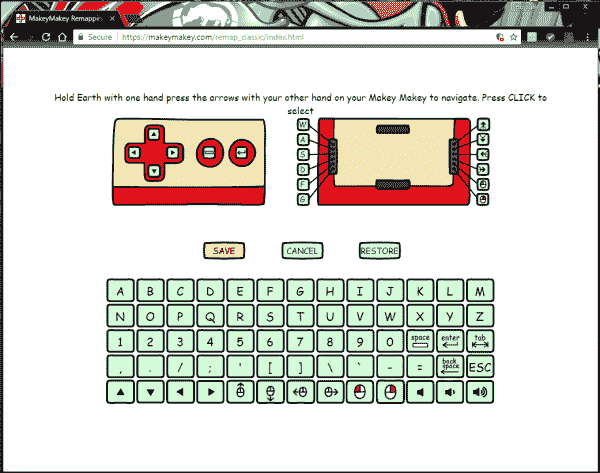 MakeyMakey Remappin
Secure
https://makeymakey.com/remap_classic/index.html
Hold Earth with one hand press the arrows with your other hand on your Makey Makey to navigate. Press CLICK to
select
W
A
S
D
F
G
SAVE CANCEL RESTORE
A B C D E F G H I J K L M
N O P Q R S T U V W X Y Z
1 2 3 4 5 6 7 8 9 0 space enter tab
, . / ; ' [ ] \ ` - = back space ESC